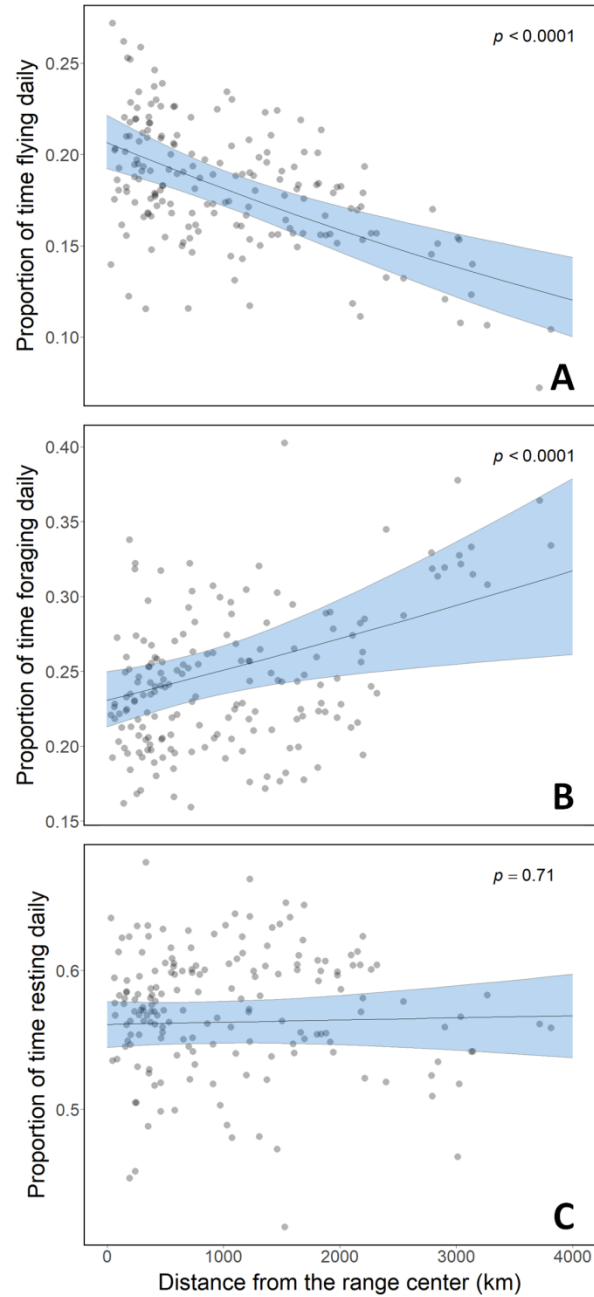 0.25
0.20
0.15
0.10
Proportion of time flying daily
p < 0.0001
A
0.40
0.35
0.30
0.25
0.20
0.15
Proportion of time foraging daily
p < 0.0001
B
0.6
0.5
Proportion of time resting daily
p = 0.71
C
0 1000 2000 3000 4000
Distance from the range center (km)